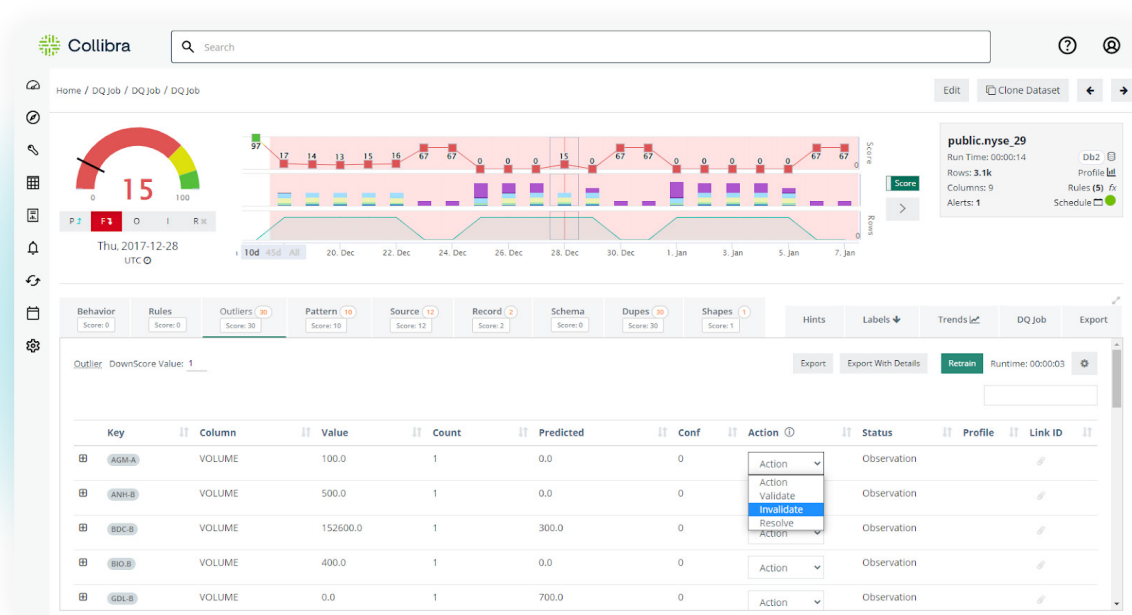 Collibra
Search
Home / DQ Job / DQ Job / DQ Job
Edit
Clone Dataset
97 17 14 13 15 16 67 67 0 0 0 15 0 67 67 0 0 0 0 0 67 67
0
Score
15
0
100
P F O I R
Thu, 2017-12-28
UTC
Rows
0
10d 45d All
20. Dec 22. Dec 24. Dec 26. Dec 28. Dec 30. Dec 1. Jan 3. Jan 5. Jan 7. Jan
Score
public.nyse_29
Run Time: 00:00:14 Db2
Rows: 3.1k Profile
Columns: 9 Rules (5) fx
Alerts: 1 Schedule
Behavior Rules Outliers 30 Pattern 10 Source 12 Record 2 Schema Dupes 30 Shapes 1
Score: 0 Score: 0 Score: 30 Score: 10 Score: 12 Score: 2 Score: 0 Score: 30 Score: 1
Hints Labels Trends DQ Job Export
Outlier DownScore Value: 1
Export Export With Details Retrain Runtime: 00:00:03
Key Column Value Count Predicted Conf Action Status Profile Link ID
AGM-A VOLUME 100.0 1 0.0 0 Action Observation
Action
Validate
Invalidate
Resolve
ANH-B VOLUME 500.0 1 0.0 0 Observation
BDC-B VOLUME 152600.0 1 300.0 0 Action Observation
BIO.B VOLUME 400.0 1 0.0 0 Action Observation
GDL-B VOLUME 0.0 1 700.0 0 Action Observation